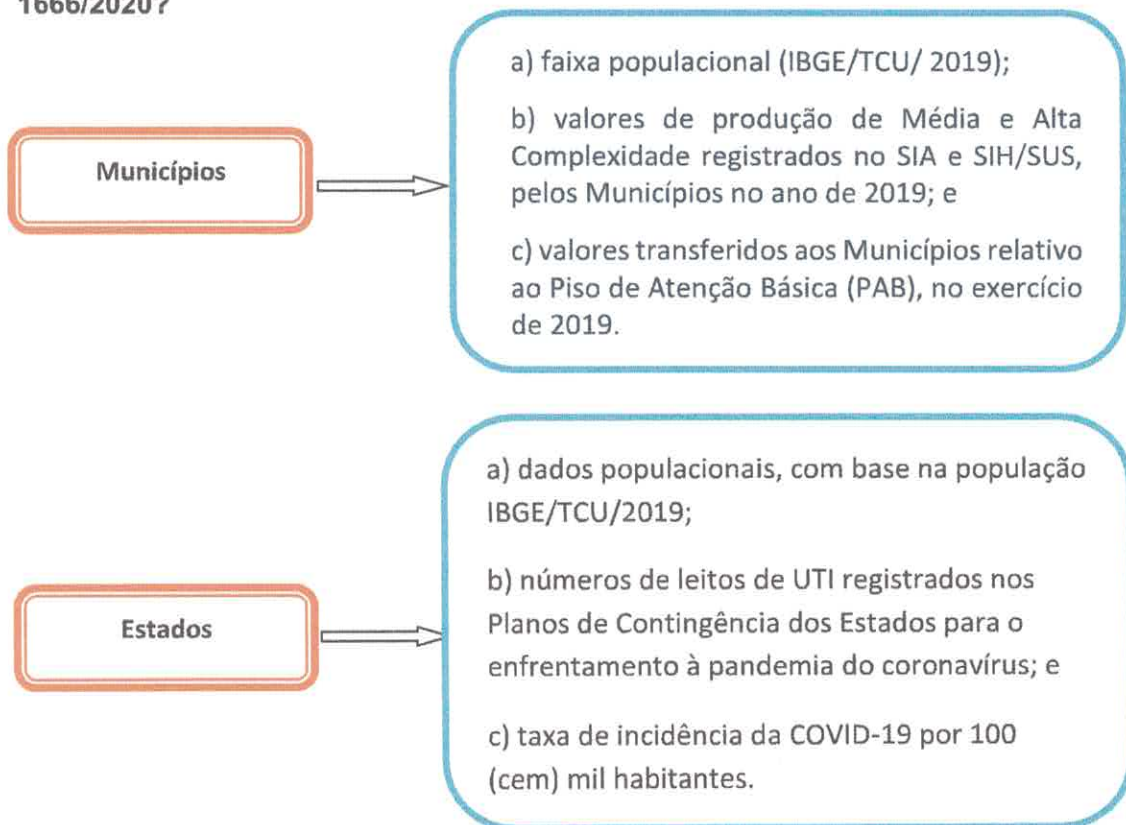 1666/2020?
Municípios
a) faixa populacional (IBGE/TCU/ 2019);
b) valores de produção de Média e Alta
Complexidade registrados no SIA e SIH/SUS,
pelos Municípios no ano de 2019; e
c) valores transferidos aos Municípios relativo
ao Piso de Atenção Básica (PAB), no exercício
de 2019.
Estados
a) dados populacionais, com base na população
IBGE/TCU/2019;
b) números de leitos de UTI registrados nos
Planos de Contingência dos Estados para o
enfrentamento à pandemia do coronavírus; e
c) taxa de incidência da COVID-19 por 100
(cem) mil habitantes.